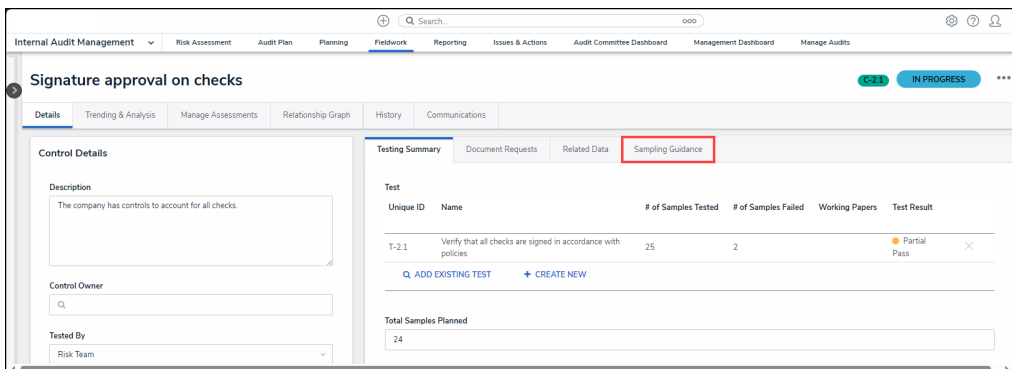 Search...
ooo
Internal Audit Management
Risk Assessment
Audit Plan
Planning
Fieldwork
Reporting
Issues & Actions
Audit Committee Dashboard
Management Dashboard
Manage Audits
Signature approval on checks
C-2.1
IN PROGRESS
Details
Trending & Analysis
Manage Assessments
Relationship Graph
History
Communications
Control Details
Description
The company has controls to account for all checks.
Control Owner
Tested By
Risk Team
Testing Summary
Document Requests
Related Data
Sampling Guidance
Test
Unique ID Name # of Samples Tested # of Samples Failed Working Papers Test Result
T-2.1 Verify that all checks are signed in accordance with 25 2 Partial
policies Pass
ADD EXISTING TEST + CREATE NEW
Total Samples Planned
24